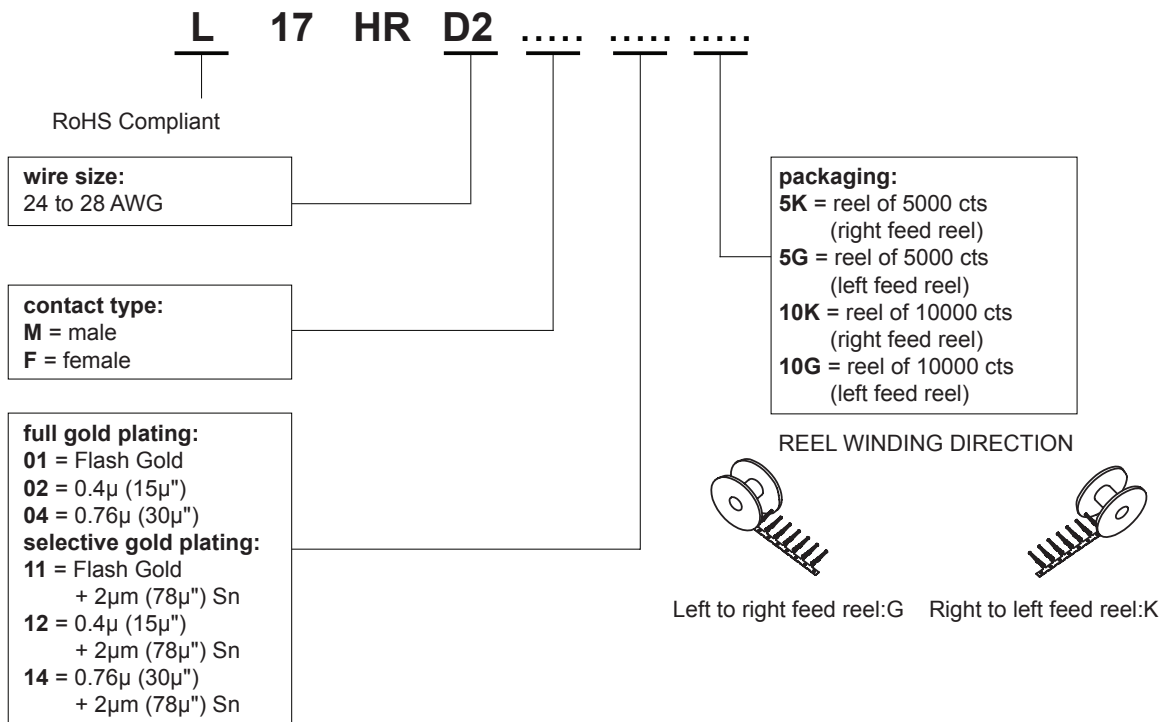 L 17 HR D2 ..... ..... .....
RoHS Compliant
wire size:
24 to 28 AWG
contact type:
M = male
F = female
full gold plating:
01 = Flash Gold
02 = 0.4µ (15µ")
04 = 0.76µ (30µ")
selective gold plating:
11 = Flash Gold
+ 2µm (78µ") Sn
12 = 0.4µ (15µ")
+ 2µm (78µ") Sn
14 = 0.76µ (30µ")
+ 2µm (78µ") Sn
packaging:
5K = reel of 5000 cts
(right feed reel)
5G = reel of 5000 cts
(left feed reel)
10K = reel of 10000 cts
(right feed reel)
10G = reel of 10000 cts
(left feed reel)
REEL WINDING DIRECTION
Left to right feed reel:G Right to left feed reel:K